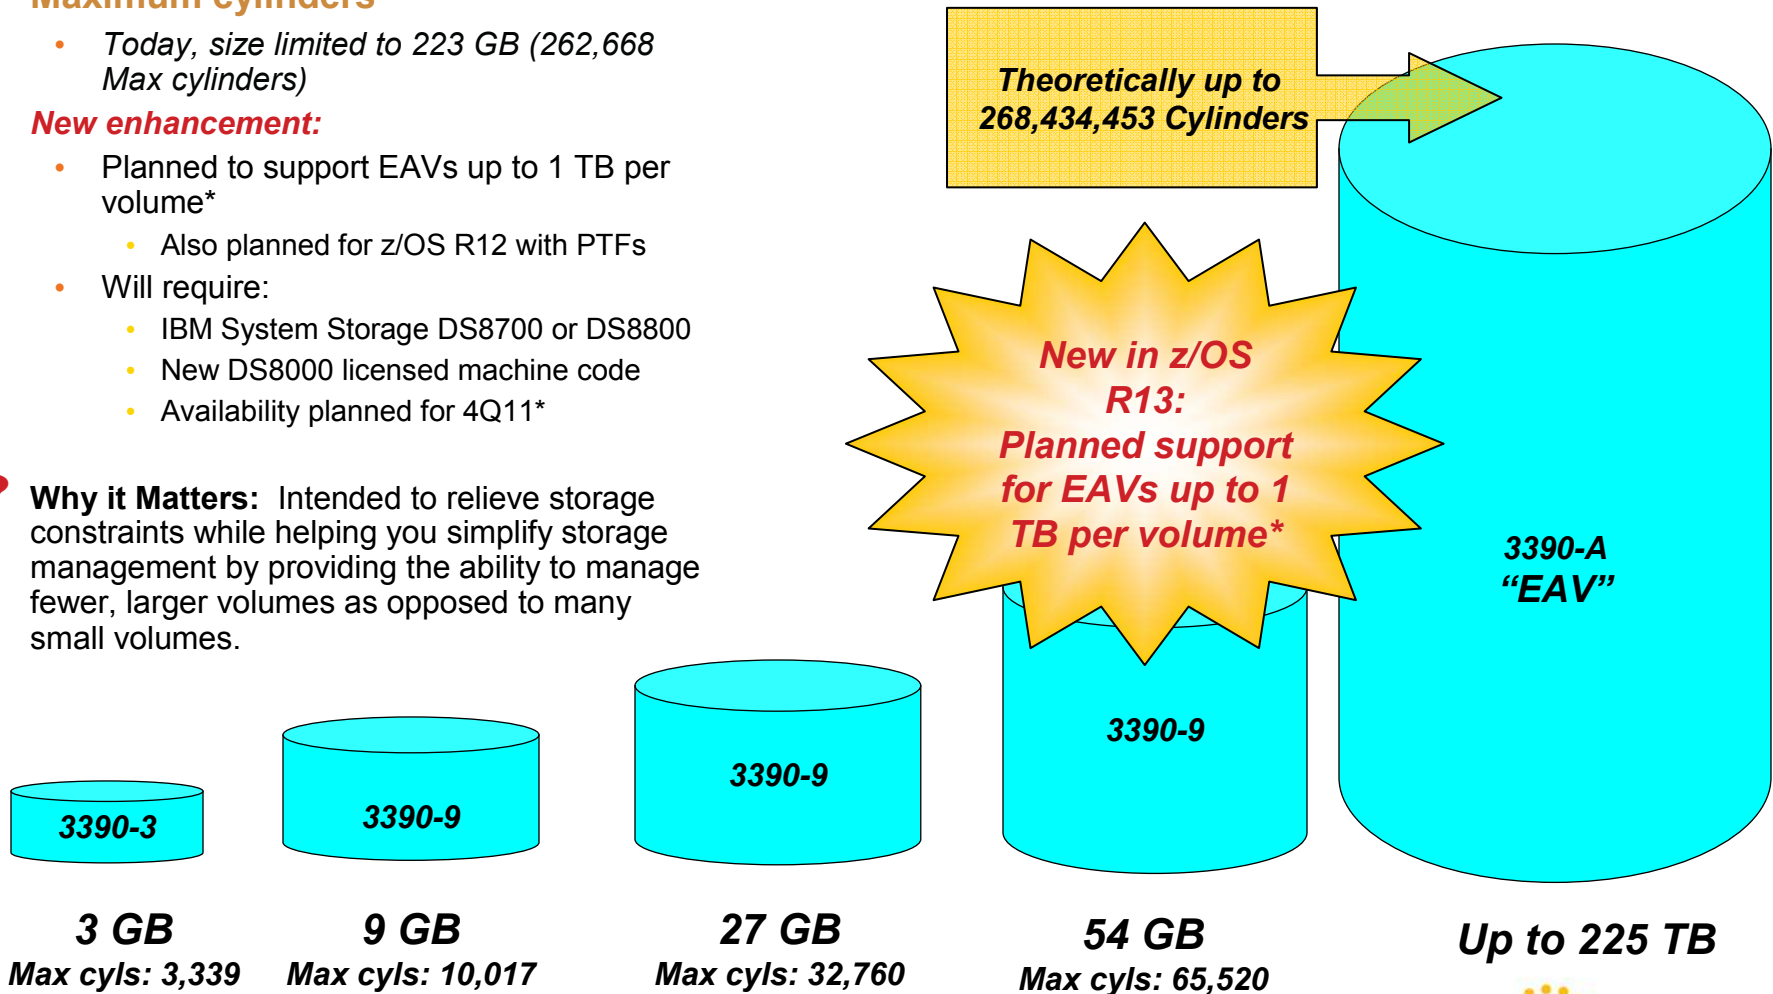 Maximum cylinders
• Today, size limited to 223 GB (262,668
Max cylinders)
New enhancement:
• Planned to support EAVs up to 1 TB per
volume*
• Also planned for z/OS R12 with PTFs
• Will require:
• IBM System Storage DS8700 or DS8800
• New DS8000 licensed machine code
• Availability planned for 4Q11*
Why it Matters: Intended to relieve storage
constraints while helping you simplify storage
management by providing the ability to manage
fewer, larger volumes as opposed to many
small volumes.
Theoretically up to
268,434,453 Cylinders
New in z/OS
R13:
Planned support
for EAVs up to 1
TB per volume*
3390-A
“EAV”
3390-3
3390-9
3390-9
3390-9
3 GB
Max cyls: 3,339
9 GB
Max cyls: 10,017
27 GB
Max cyls: 32,760
54 GB
Max cyls: 65,520
Up to 225 TB